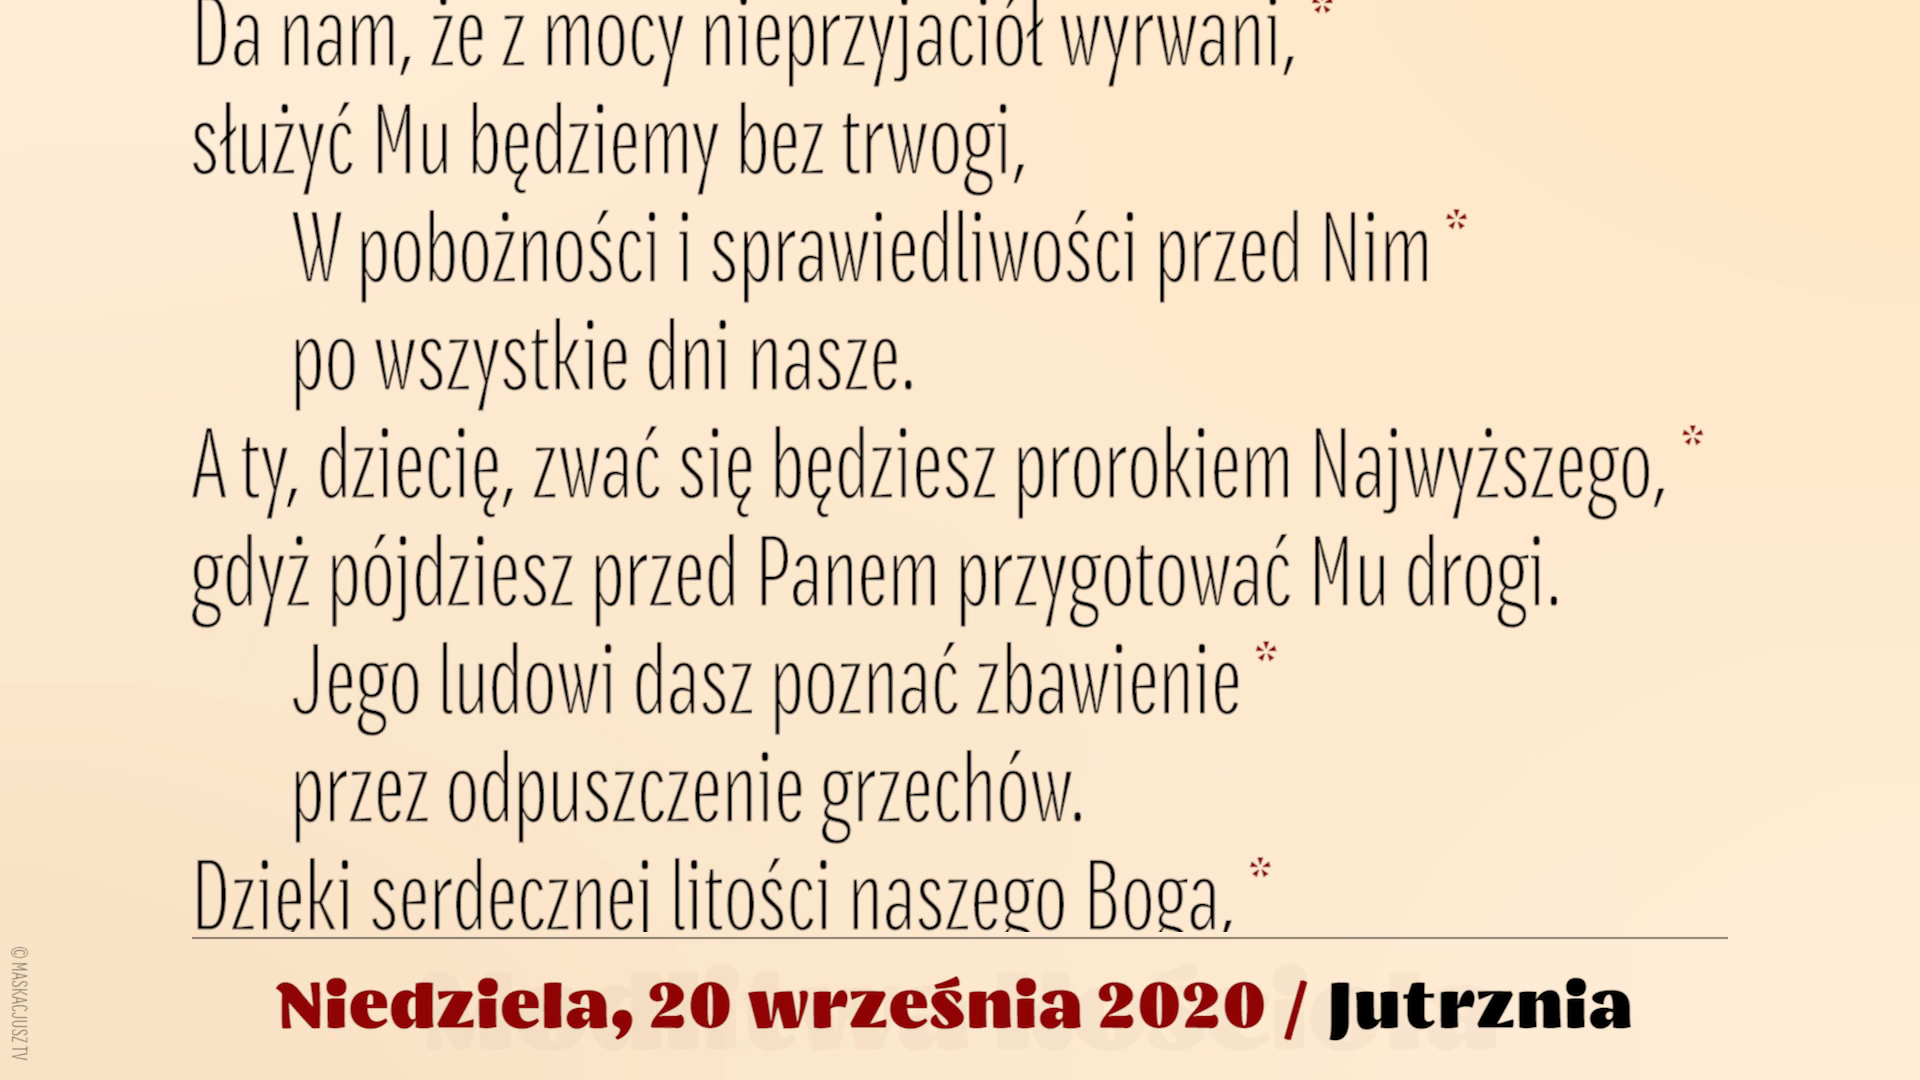 Da nam, że z mocy nieprzyjaciół wyrwani, *
służyć Mu będziemy bez trwogi,
W pobożności i sprawiedliwości przed Nim *
po wszystkie dni nasze.
A ty, dziecię, zwać się będziesz prorokiem Najwyższego, *
gdyż pójdziesz przed Panem przygotować Mu drogi.
Jego ludowi dasz poznać zbawienie *
przez odpuszczenie grzechów.
Dzięki serdecznej litości naszego Boga, *
Niedziela, 20 września 2020 / Jutrznia
© MASKACJUSZ TV